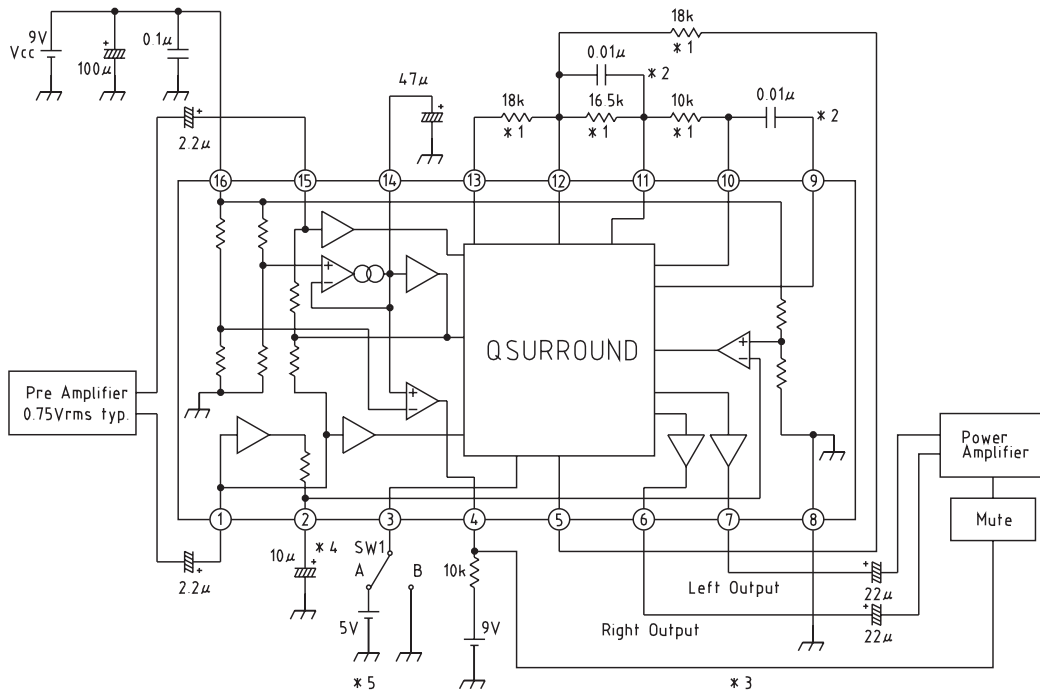 18k
* 1
9V
Vcc
100μ
0.1μ
47μ
0.01μ
* 2
18k
* 1
16.5k
* 1
10k
* 1
0.01μ
* 2
2.2μ
16
15
14
13
12
11
10
9
QSURROUND
Pre Amplifier
0.75Vrms typ.
Power
Amplifier
Mute
1
2
3
4
5
6
7
8
2.2μ
10μ
* 4
SW1
A
B
5V
* 5
10k
9V
Left Output
22μ
Right Output
22μ
* 3